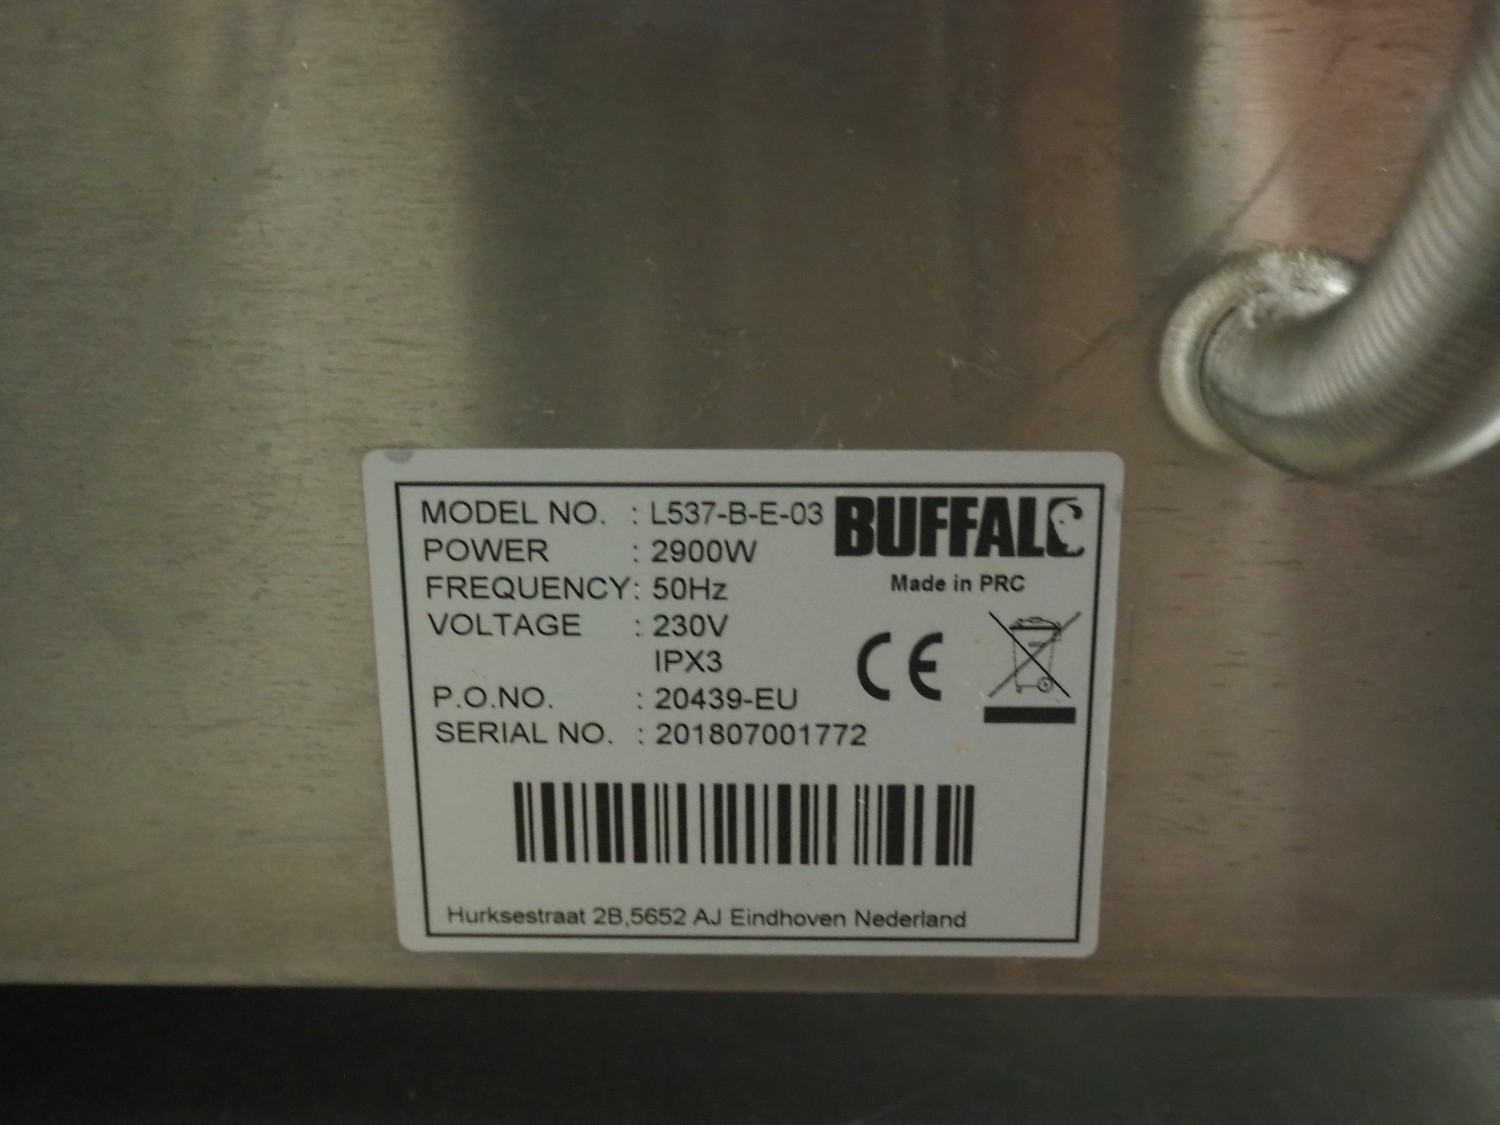 MODEL NO. : L537-B-E-03 BUFFALO
POWER : 2900W
Made in PRC
FREQUENCY: 50Hz
VOLTAGE : 230V
IPX3
CE
P.O.NO. : 20439-EU
SERIAL NO. : 201807001772
Hurksestraat 2B,5652 AJ Eindhoven Nederland